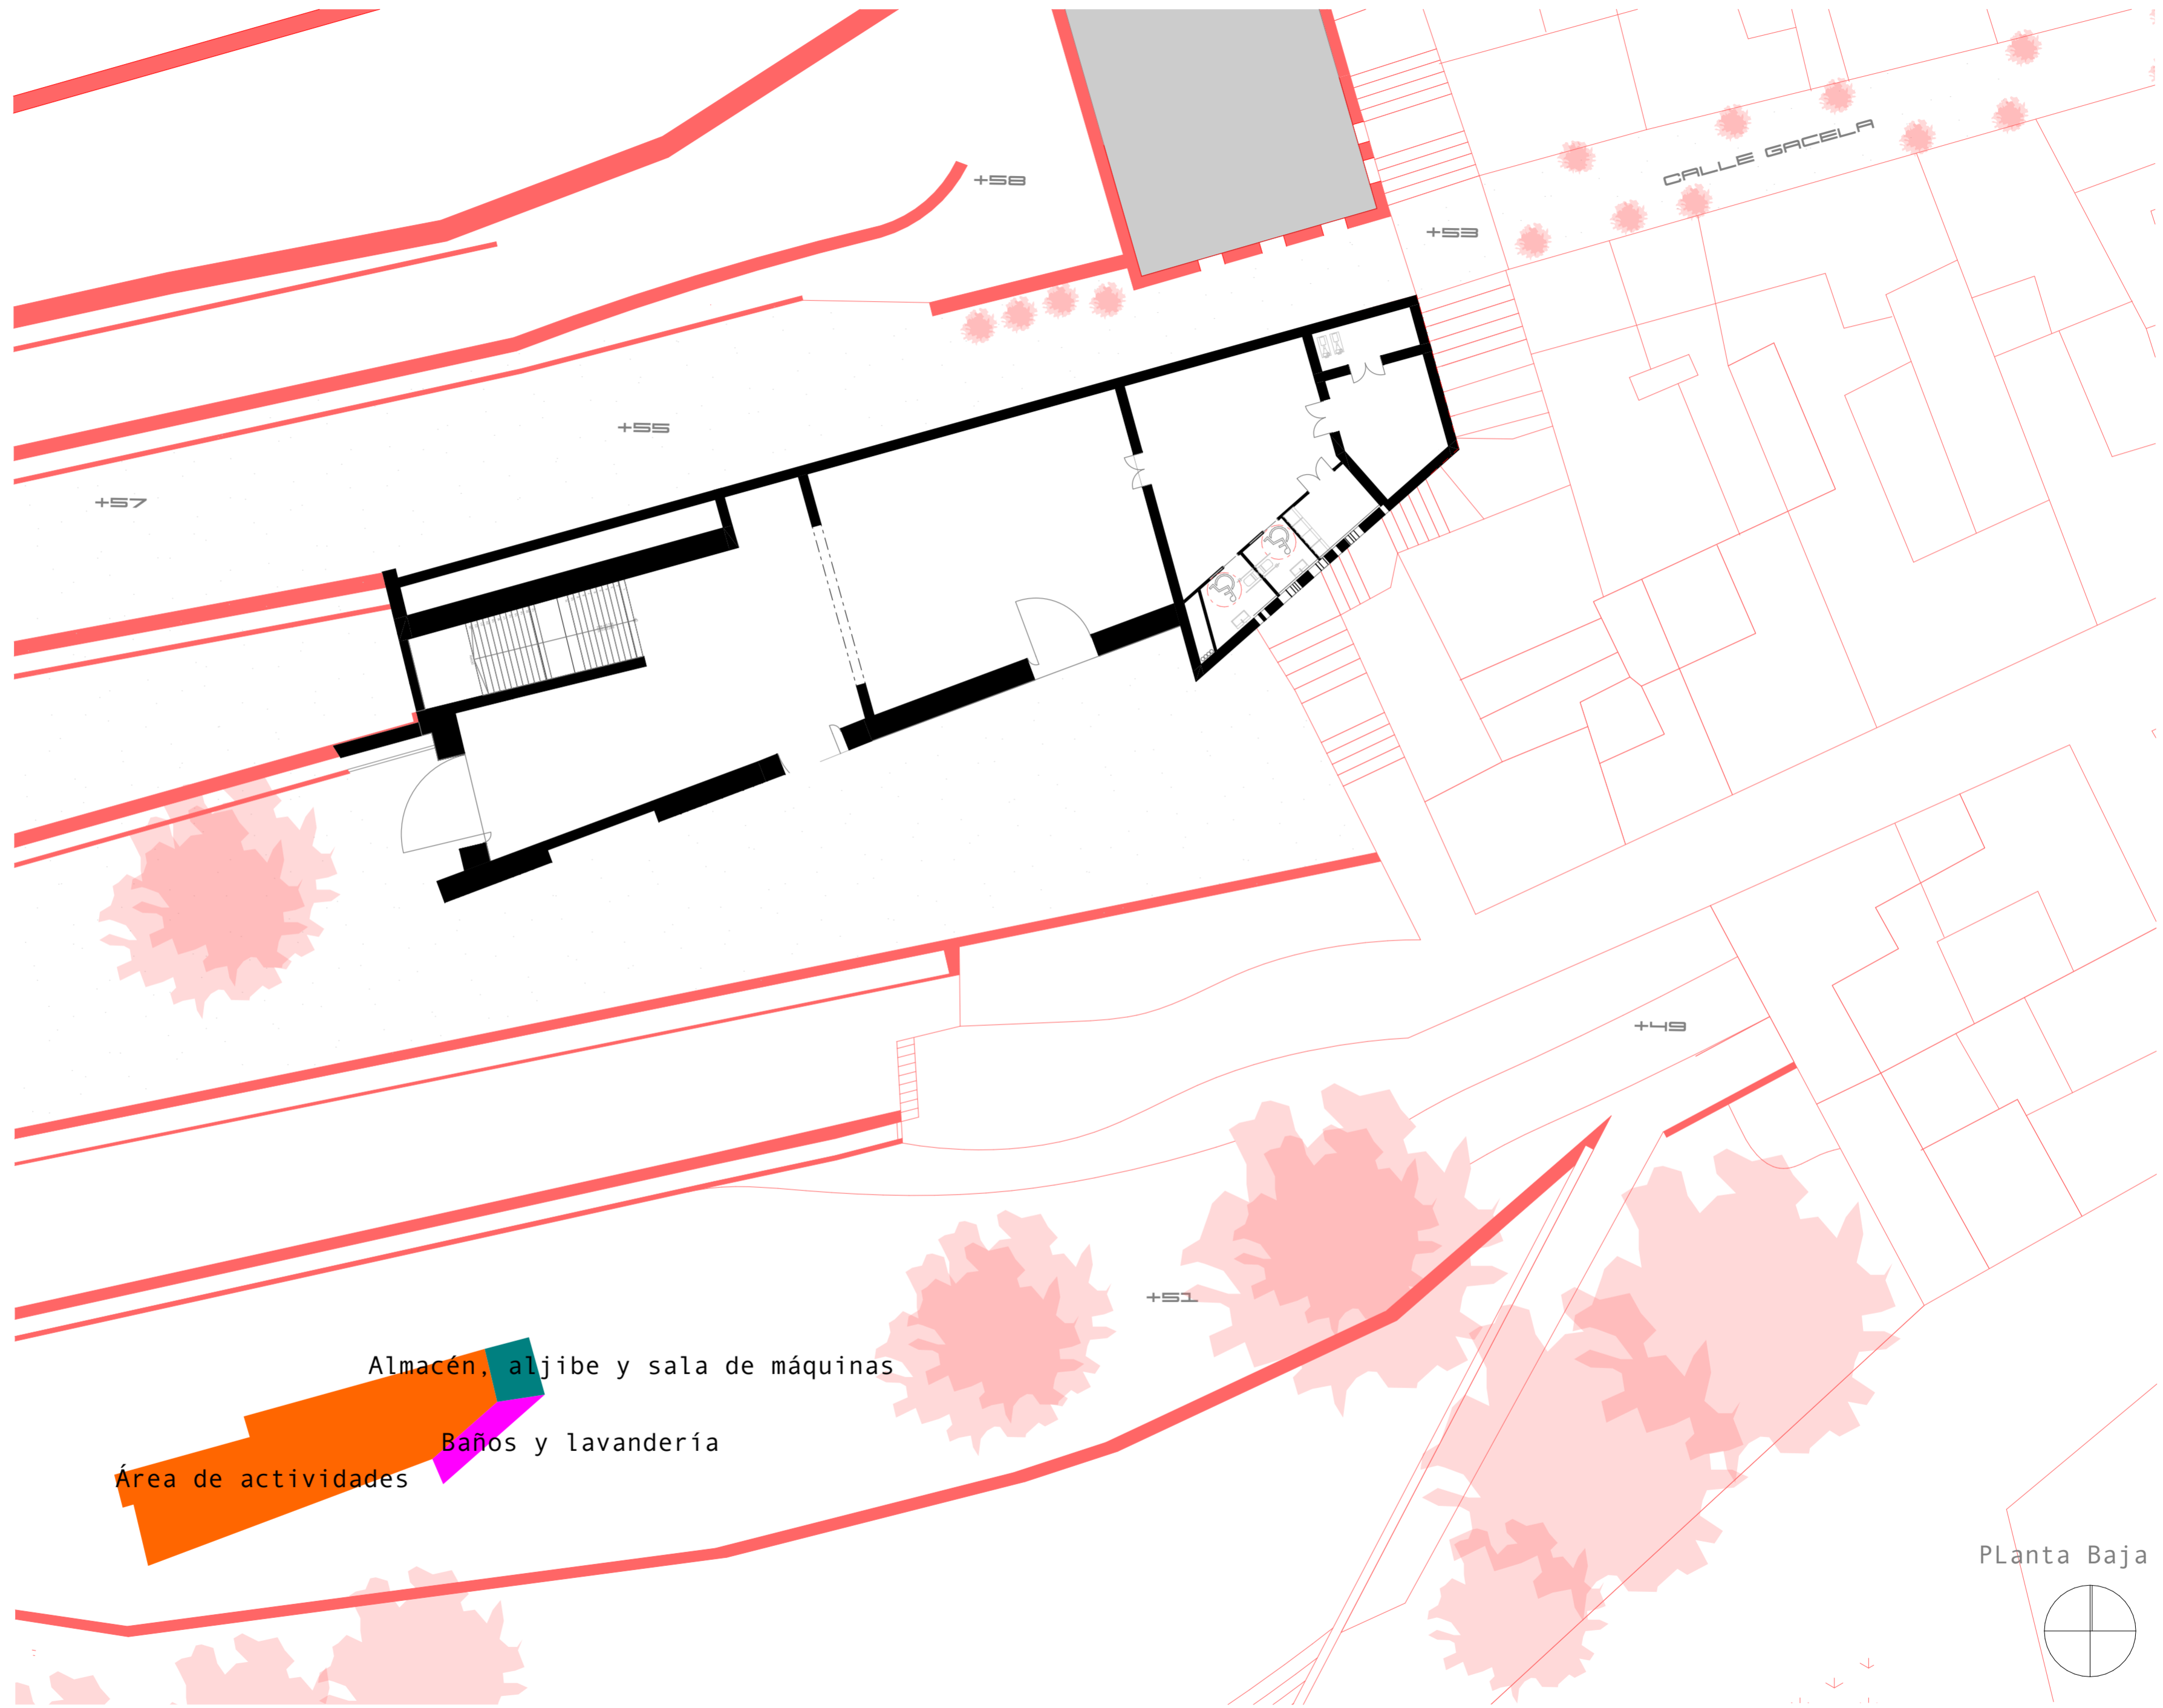 CALLE GACELA
+58
+53
+55
+57
+49
+51
Almacén, aljibe y sala de máquinas
Baños y lavandería
Área de actividades
PLanta Baja